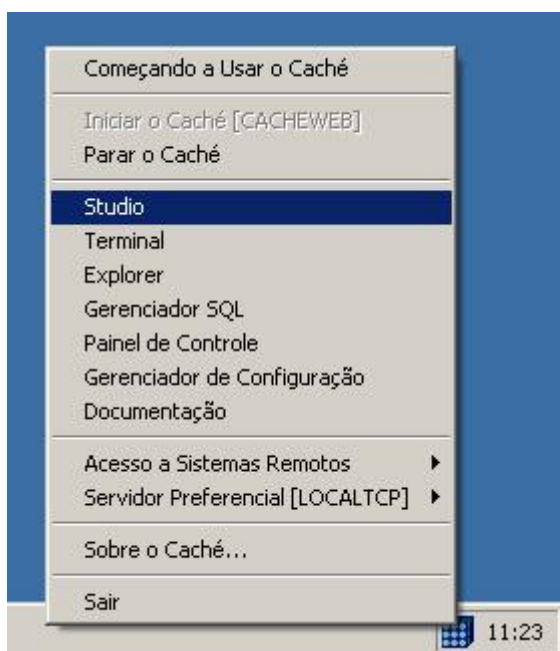 Começando a Usar o Caché
Iniciar o Caché [CACHEWEB]
Parar o Caché
Studio
Terminal
Explorer
Gerenciador SQL
Painel de Controle
Gerenciador de Configuração
Documentação
Acesso a Sistemas Remotos
Servidor Preferencial [LOCALTCP]
Sobre o Caché...
Sair
11:23